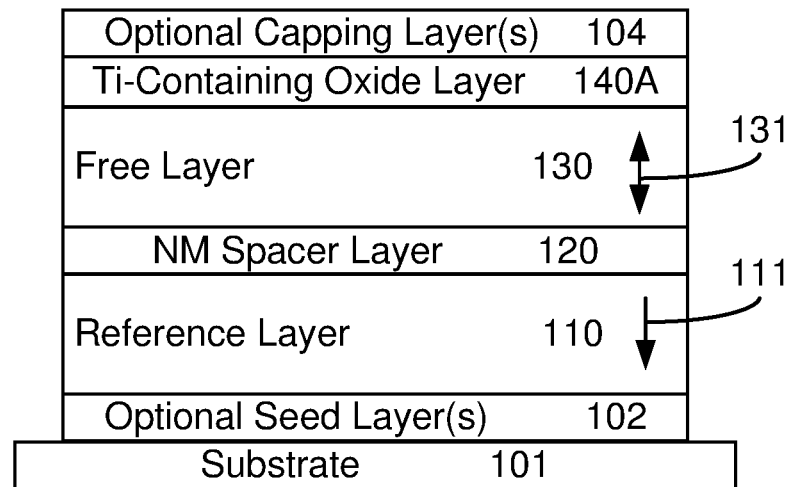 Optional Capping Layer(s) 104
Ti-Containing Oxide Layer 140A
131
Free Layer 130
NM Spacer Layer 120
111
Reference Layer 110
Optional Seed Layer(s) 102
Substrate 101